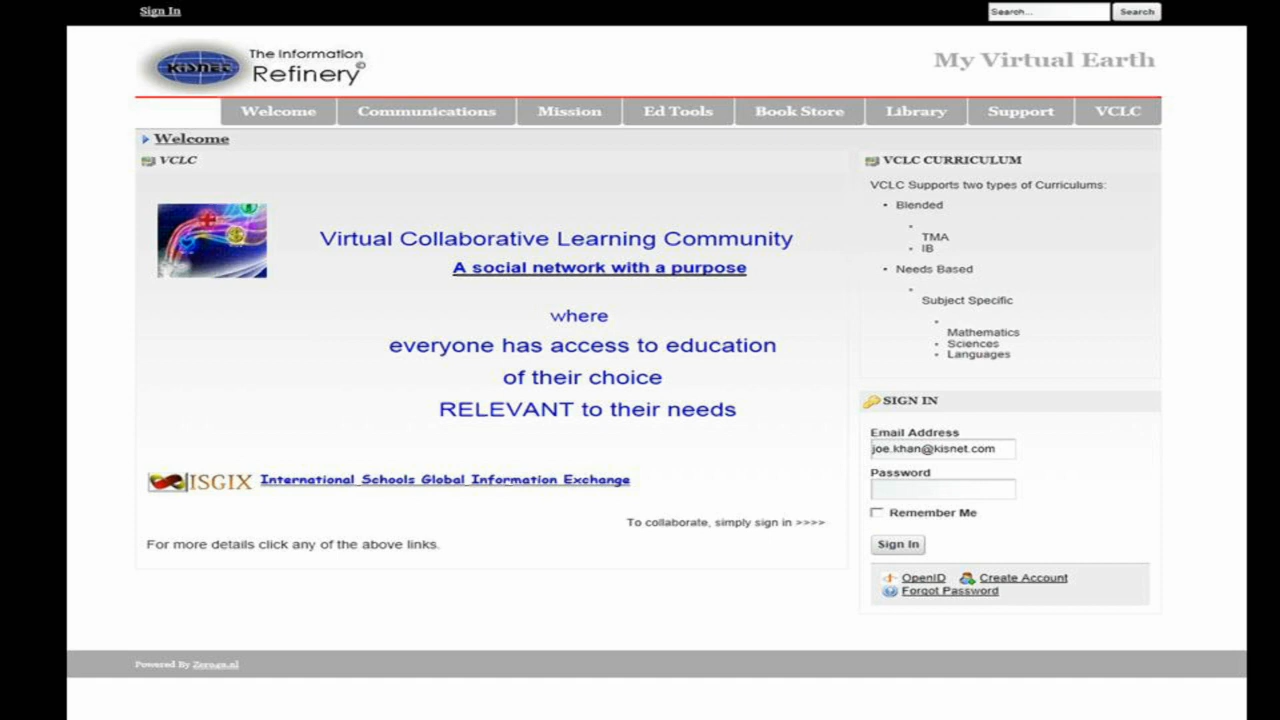 Sign In
Search...
Search
KISNET
The Information
Refinery©
My Virtual Earth
Welcome
Communications
Mission
Ed Tools
Book Store
Library
Support
VCLC
Welcome
VCLC
Virtual Collaborative Learning Community
A social network with a purpose
where
everyone has access to education
of their choice
RELEVANT to their needs
ISGIX International Schools Global Information Exchange
To collaborate, simply sign in >>>>
For more details click any of the above links.
VCLC CURRICULUM
VCLC Supports two types of Curriculums:
Blended
TMA
IB
Needs Based
Subject Specific
Mathematics
Sciences
Languages
SIGN IN
Email Address
joe.khan@kisnet.com
Password
Remember Me
Sign In
OpenID Create Account
Forgot Password
Powered By